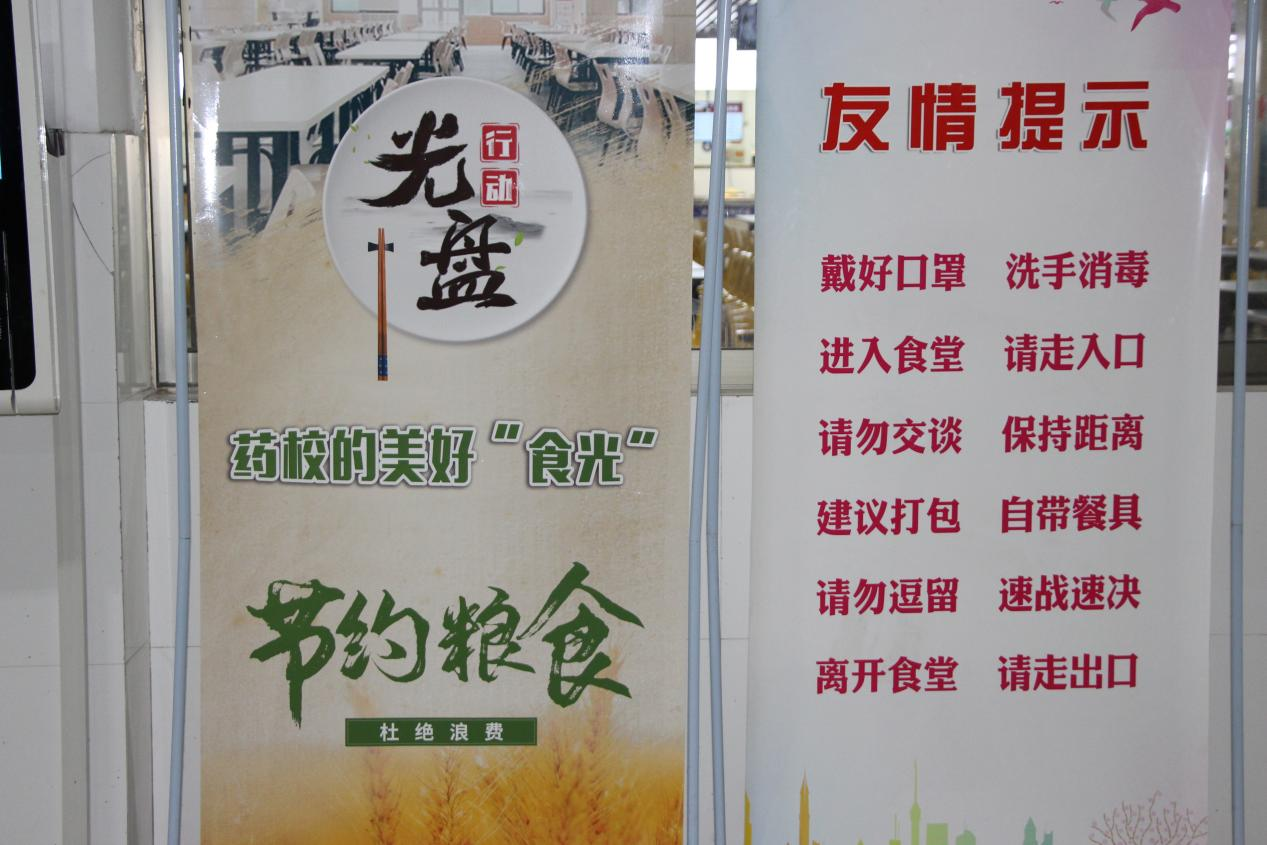 光盘
行动
药校的美好“食光”
节约粮食
杜绝浪费
友情提示
戴好口罩 洗手消毒
进入食堂 请走入口
请勿交谈 保持距离
建议打包 自带餐具
请勿逗留 速战速决
离开食堂 请走出口